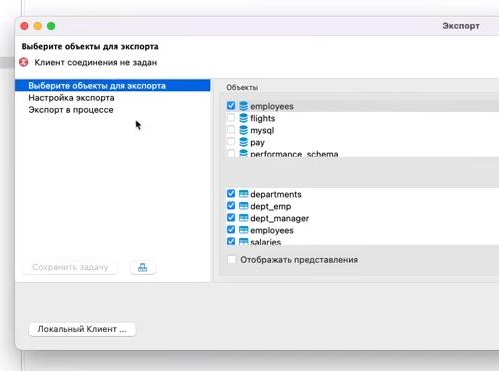 Экспорт
Выберите объекты для экспорта
Клиент соединения не задан
Выберите объекты для экспорта
Настройка экспорта
Экспорт в процессе
Объекты
employees
flights
mysql
pay
performance_schema
departments
dept_emp
dept_manager
employees
salaries
Отображать представления
Сохранить задачу
Локальный Клиент ...